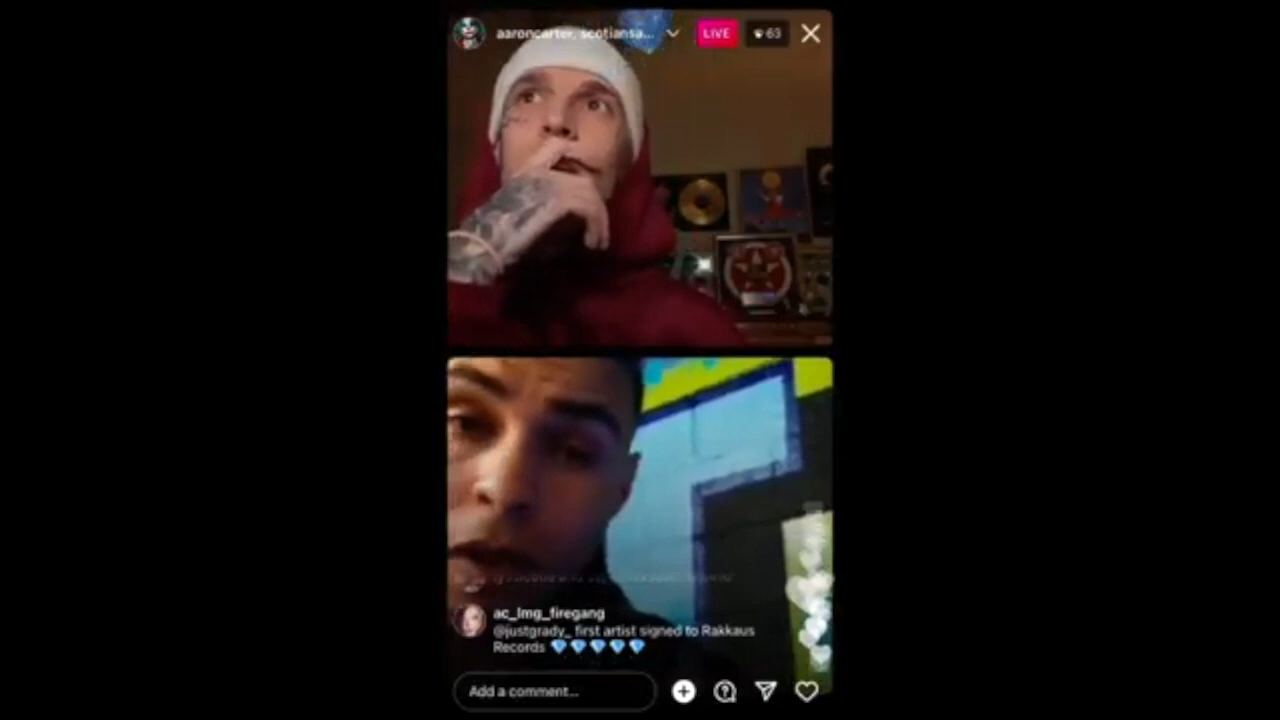 aaroncarter, scotiansa...
LIVE
63
ac_lmg_firegang
@justgrady_ first artist signed to Rakkaus
Records 💎💎💎💎💎
Add a comment...